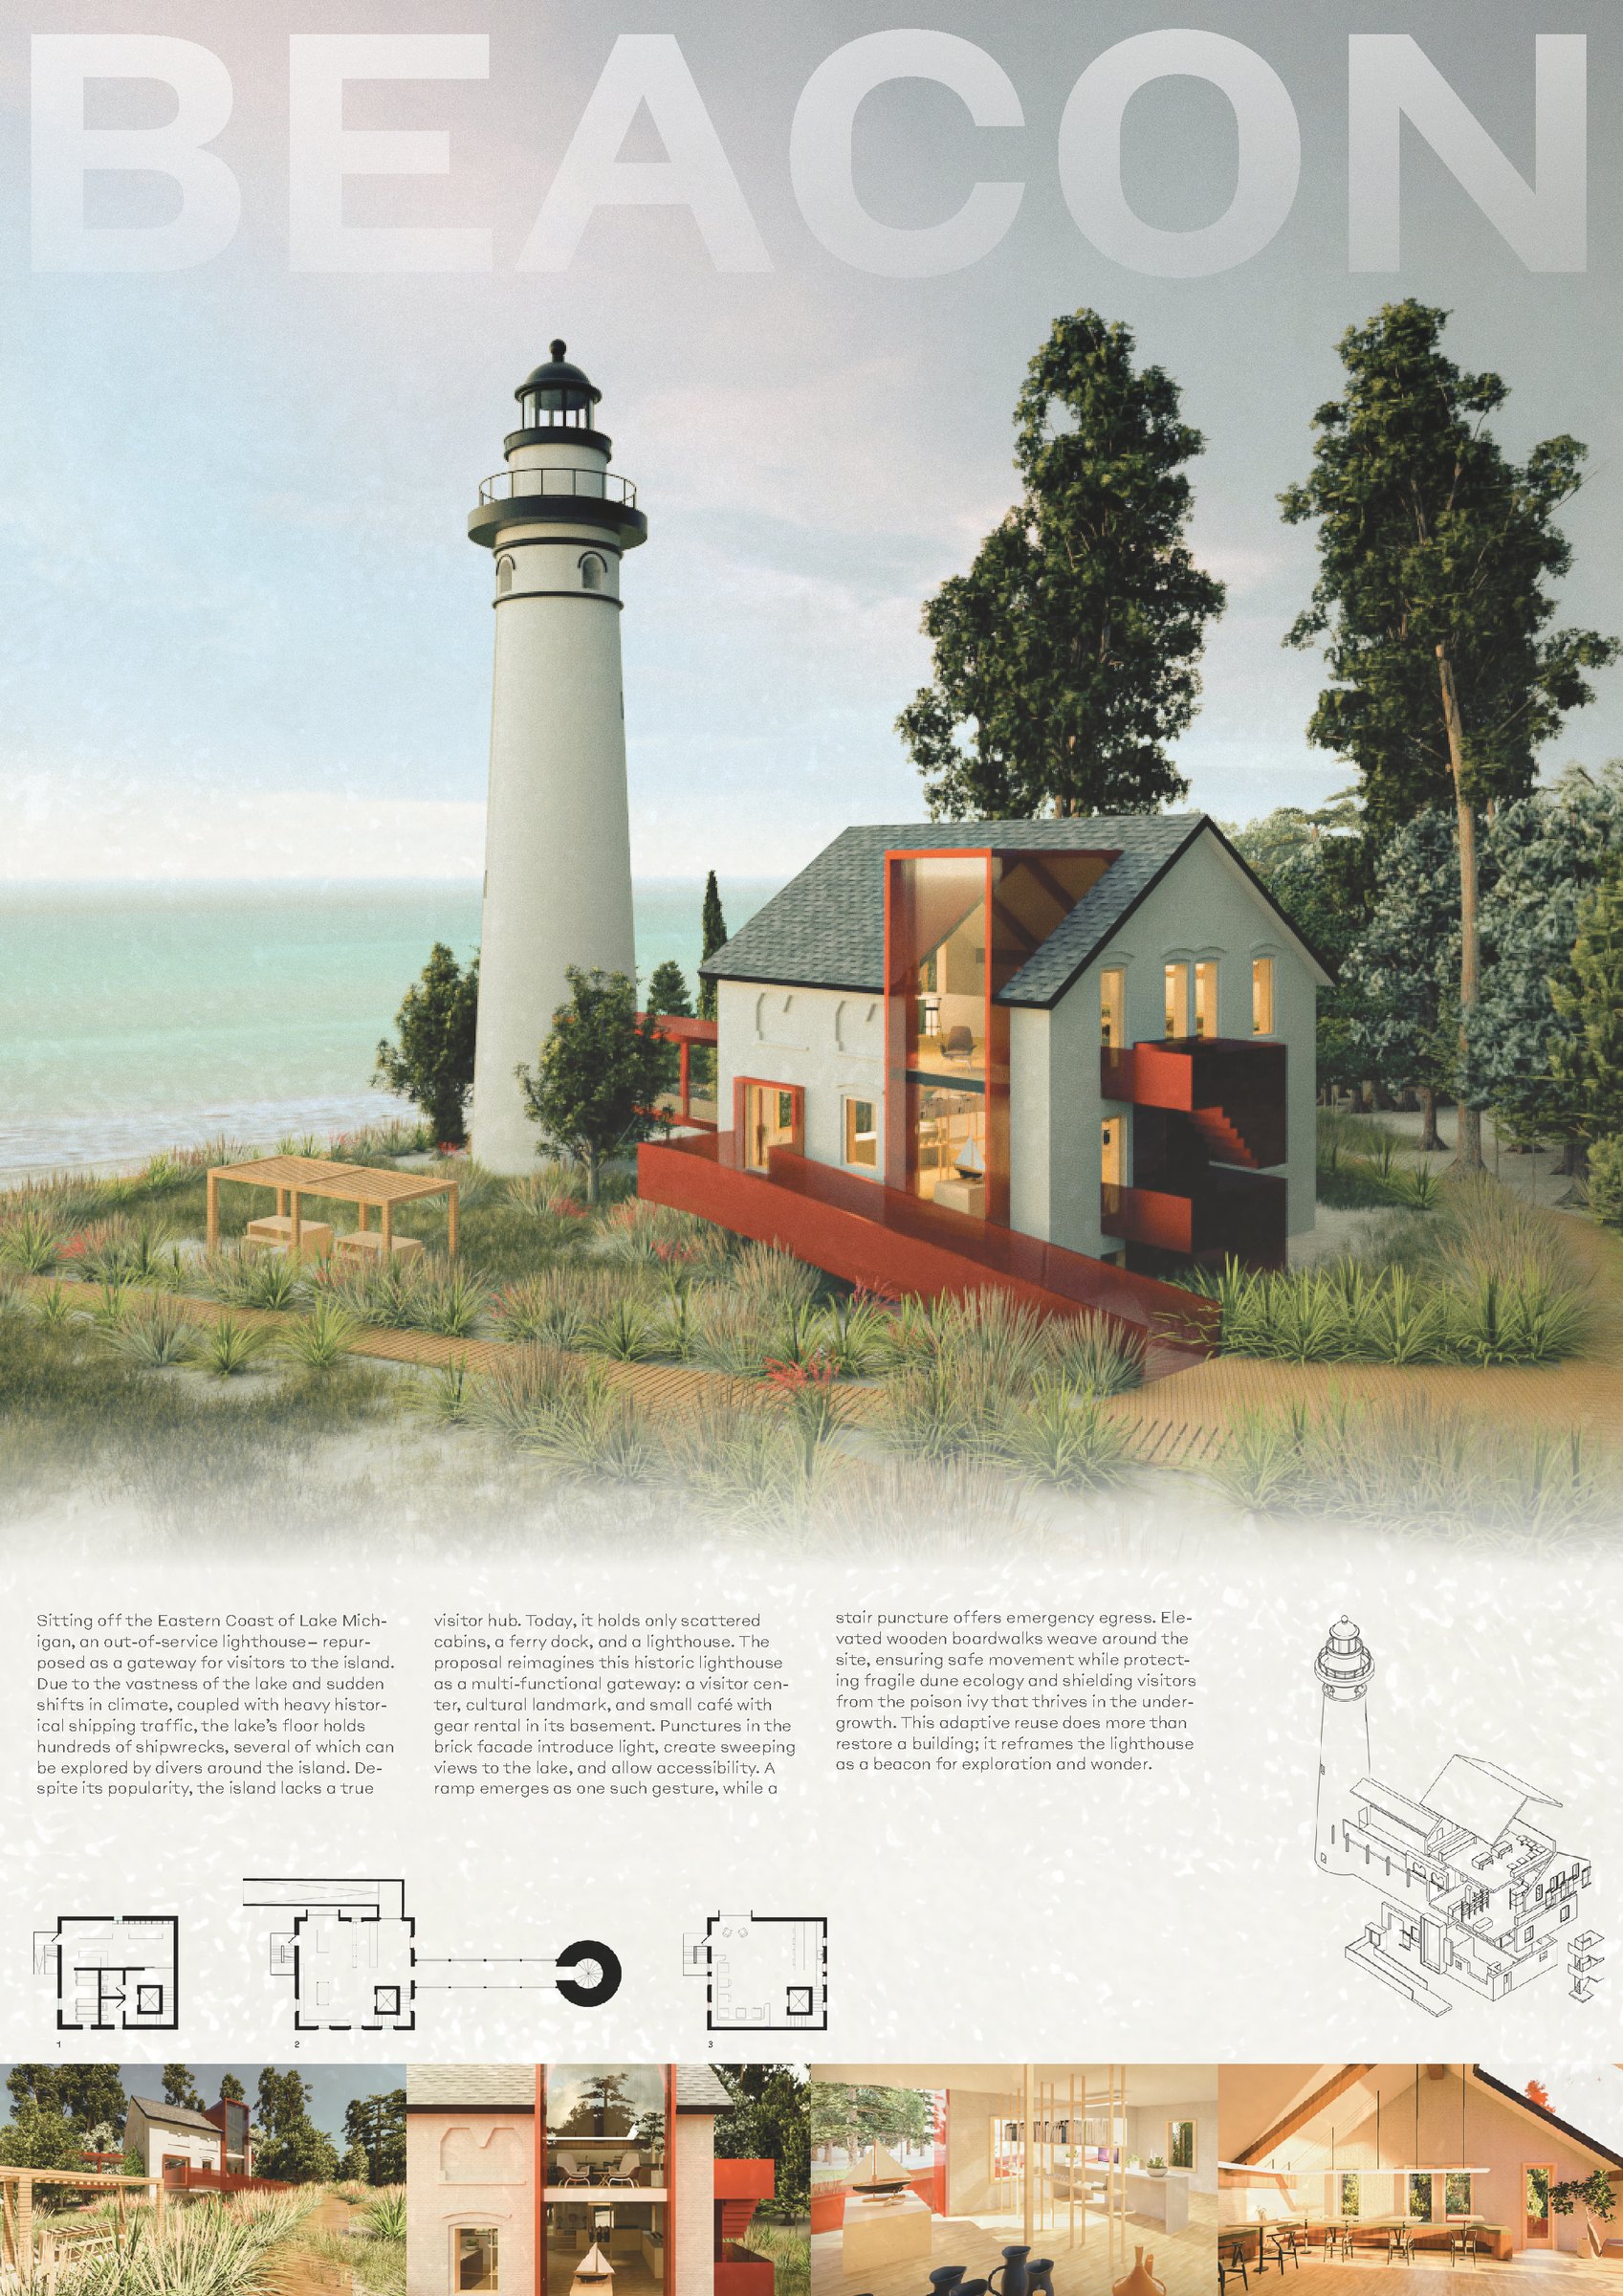 BEACON
Sitting off the Eastern Coast of Lake Mich-
igan, an out-of-service lighthouse– repur-
posed as a gateway for visitors to the island.
Due to the vastness of the lake and sudden
shifts in climate, coupled with heavy histor-
ical shipping traffic, the lake's floor holds
hundreds of shipwrecks, several of which can
be explored by divers around the island. De-
spite its popularity, the island lacks a true
visitor hub. Today, it holds only scattered
cabins, a ferry dock, and a lighthouse. The
proposal reimagines this historic lighthouse
as a multi-functional gateway: a visitor cen-
ter, cultural landmark, and small café with
gear rental in its basement. Punctures in the
brick facade introduce light, create sweeping
views to the lake, and allow accessibility. A
ramp emerges as one such gesture, while a
stair puncture offers emergency egress. Ele-
vated wooden boardwalks weave around the
site, ensuring safe movement while protect-
ing fragile dune ecology and shielding visitors
from the poison ivy that thrives in the under-
growth. This adaptive reuse does more than
restore a building; it reframes the lighthouse
as a beacon for exploration and wonder.
1
2
3